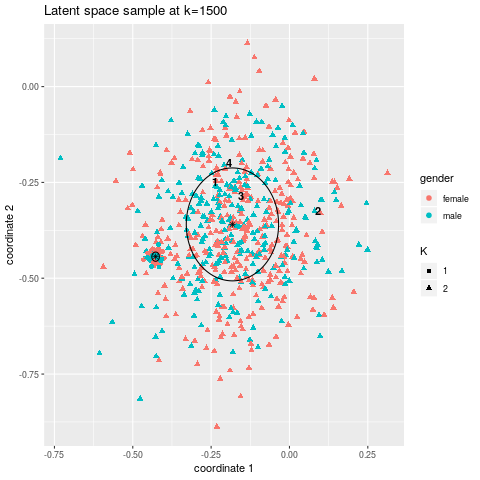 Latent space sample at k=1500
0.00
-0.25
-0.50
-0.75
coordinate 2
4
1
3
2
-0.75
-0.50
-0.25
0.00
0.25
coordinate 1
gender
female
male
K
1
2